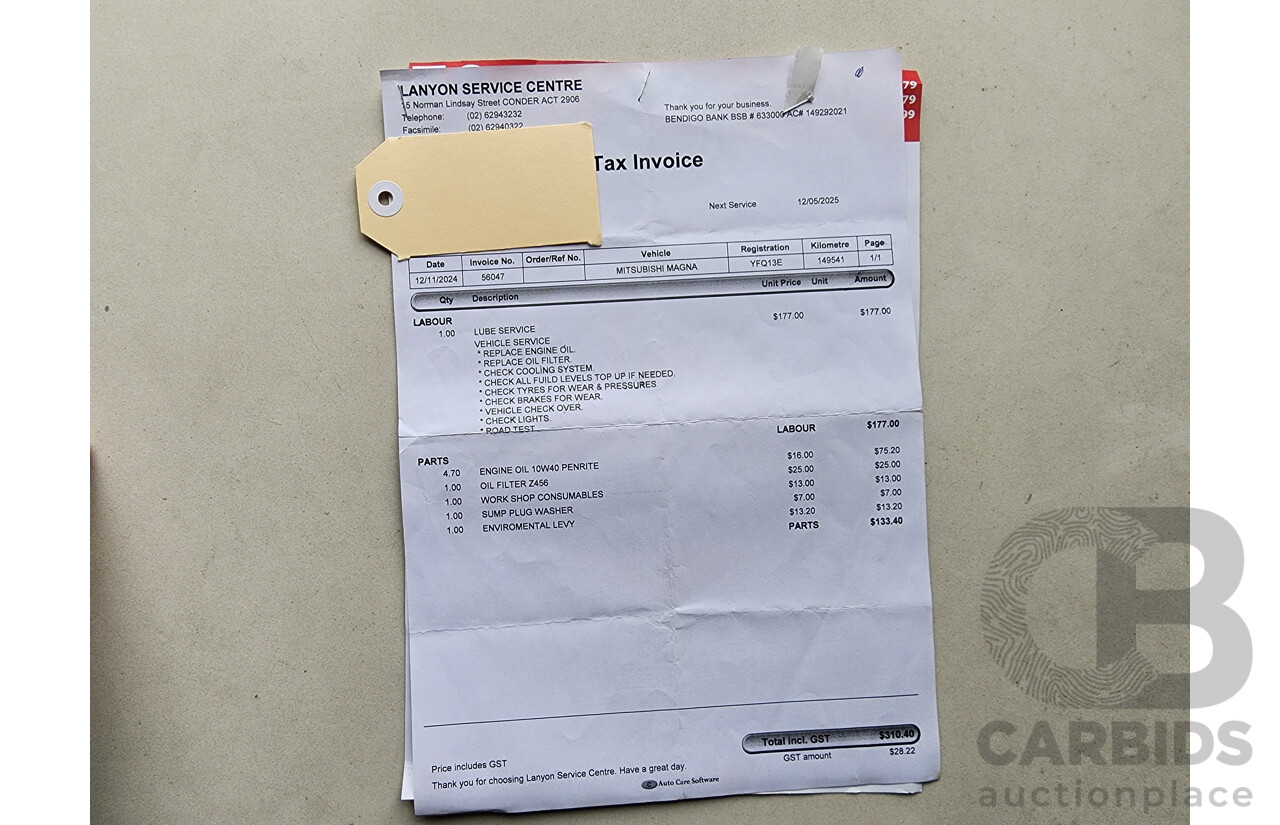 LANYON SERVICE CENTRE
15 Norman Lindsay Street CONDER ACT 2906
Telephone: (02) 62943232
Facsimile: (02) 62940322
Thank you for your business.
BENDIGO BANK BSB # 633000 AC# 149292021
79
79
99
Tax Invoice
Next Service 12/05/2025
Date Invoice No. Order/Ref No. Vehicle Registration Kilometre Page
12/11/2024 56047 MITSUBISHI MAGNA YFQ13E 149541 1/1
Qty Description Unit Price Unit Amount
LABOUR
1.00 LUBE SERVICE $177.00 $177.00
VEHICLE SERVICE
* REPLACE ENGINE OIL.
* REPLACE OIL FILTER.
* CHECK COOLING SYSTEM.
* CHECK ALL FUILD LEVELS TOP UP IF NEEDED.
* CHECK TYRES FOR WEAR & PRESSURES.
* CHECK BRAKES FOR WEAR.
* VEHICLE CHECK OVER.
* CHECK LIGHTS.
* ROAD TEST
LABOUR $177.00
PARTS
4.70 ENGINE OIL 10W40 PENRITE $16.00 $75.20
1.00 OIL FILTER Z456 $25.00 $25.00
1.00 WORK SHOP CONSUMABLES $13.00 $13.00
1.00 SUMP PLUG WASHER $7.00 $7.00
1.00 ENVIROMENTAL LEVY $13.20 $13.20
PARTS $133.40
Total incl. GST $310.40
GST amount $28.22
Price includes GST
Thank you for choosing Lanyon Service Centre. Have a great day.
Auto Care Software
CB
CARBIDS
auctionplace